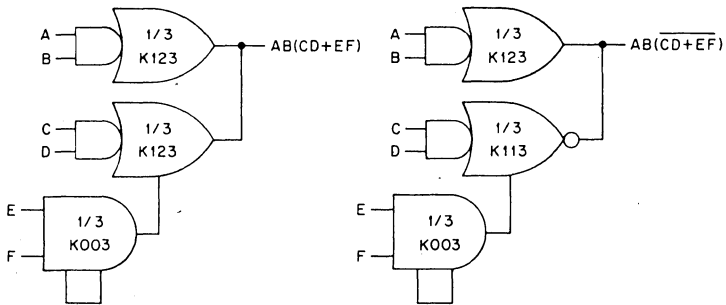 A
B
1/3
K123
AB(CD+EF)
C
D
1/3
K123
E
F
1/3
K003
A
B
1/3
K123
AB(\overline{CD+EF})
C
D
1/3
K113
E
F
1/3
K003